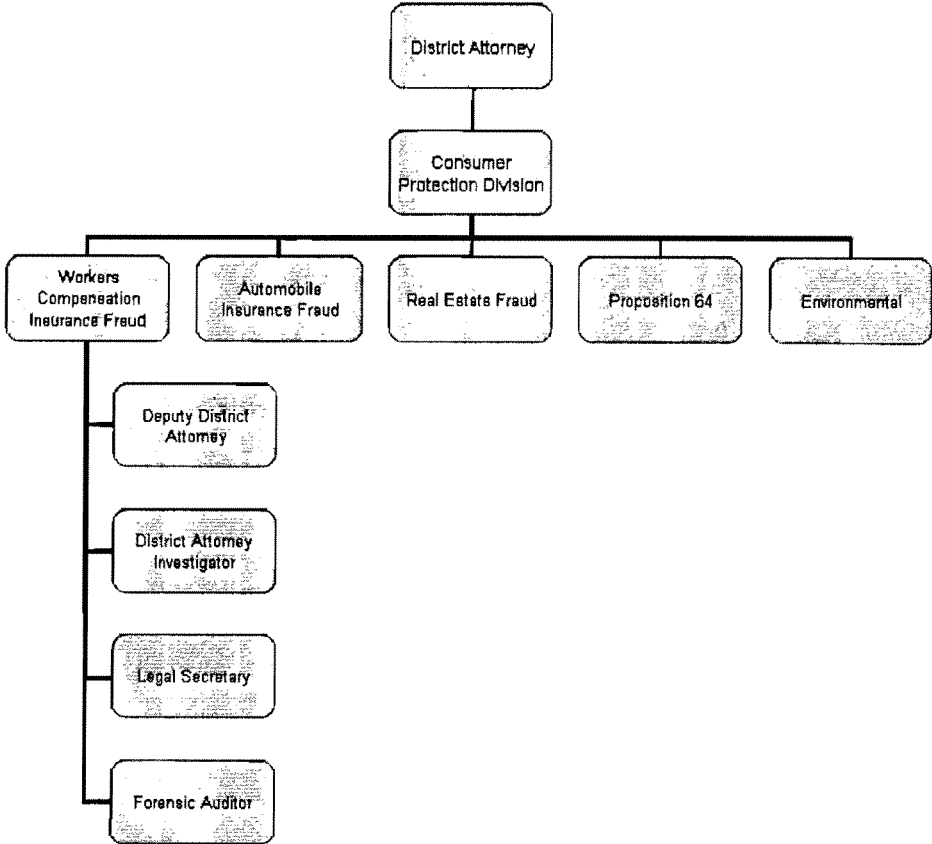 District Attorney
Consumer
Protection Division
Workers
Compensation
Insurance Fraud
Automobile
Insurance Fraud
Real Estate Fraud
Proposition 64
Environmental
Deputy District
Attorney
District Attorney
Investigator
Legal Secretary
Forensic Auditor